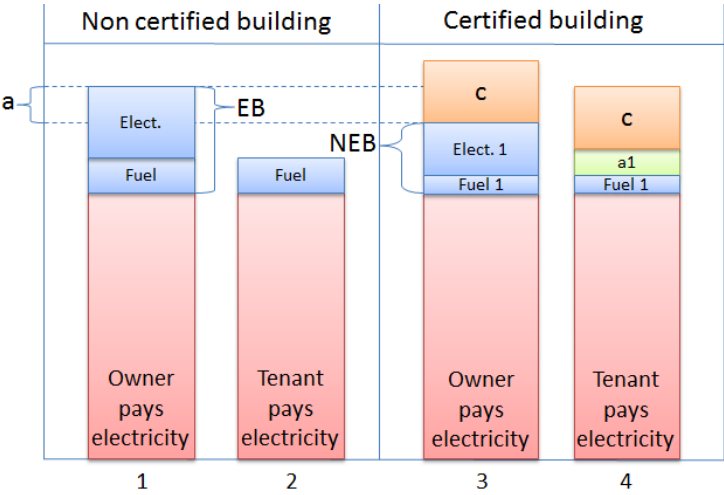 Non certified building
Certified building
a
Elect.
EB
Fuel
Fuel
NEB
C
Elect. 1
Fuel 1
C
a1
Fuel 1
Owner
pays
electricity
Tenant
pays
electricity
Owner
pays
electricity
Tenant
pays
electricity
1
2
3
4